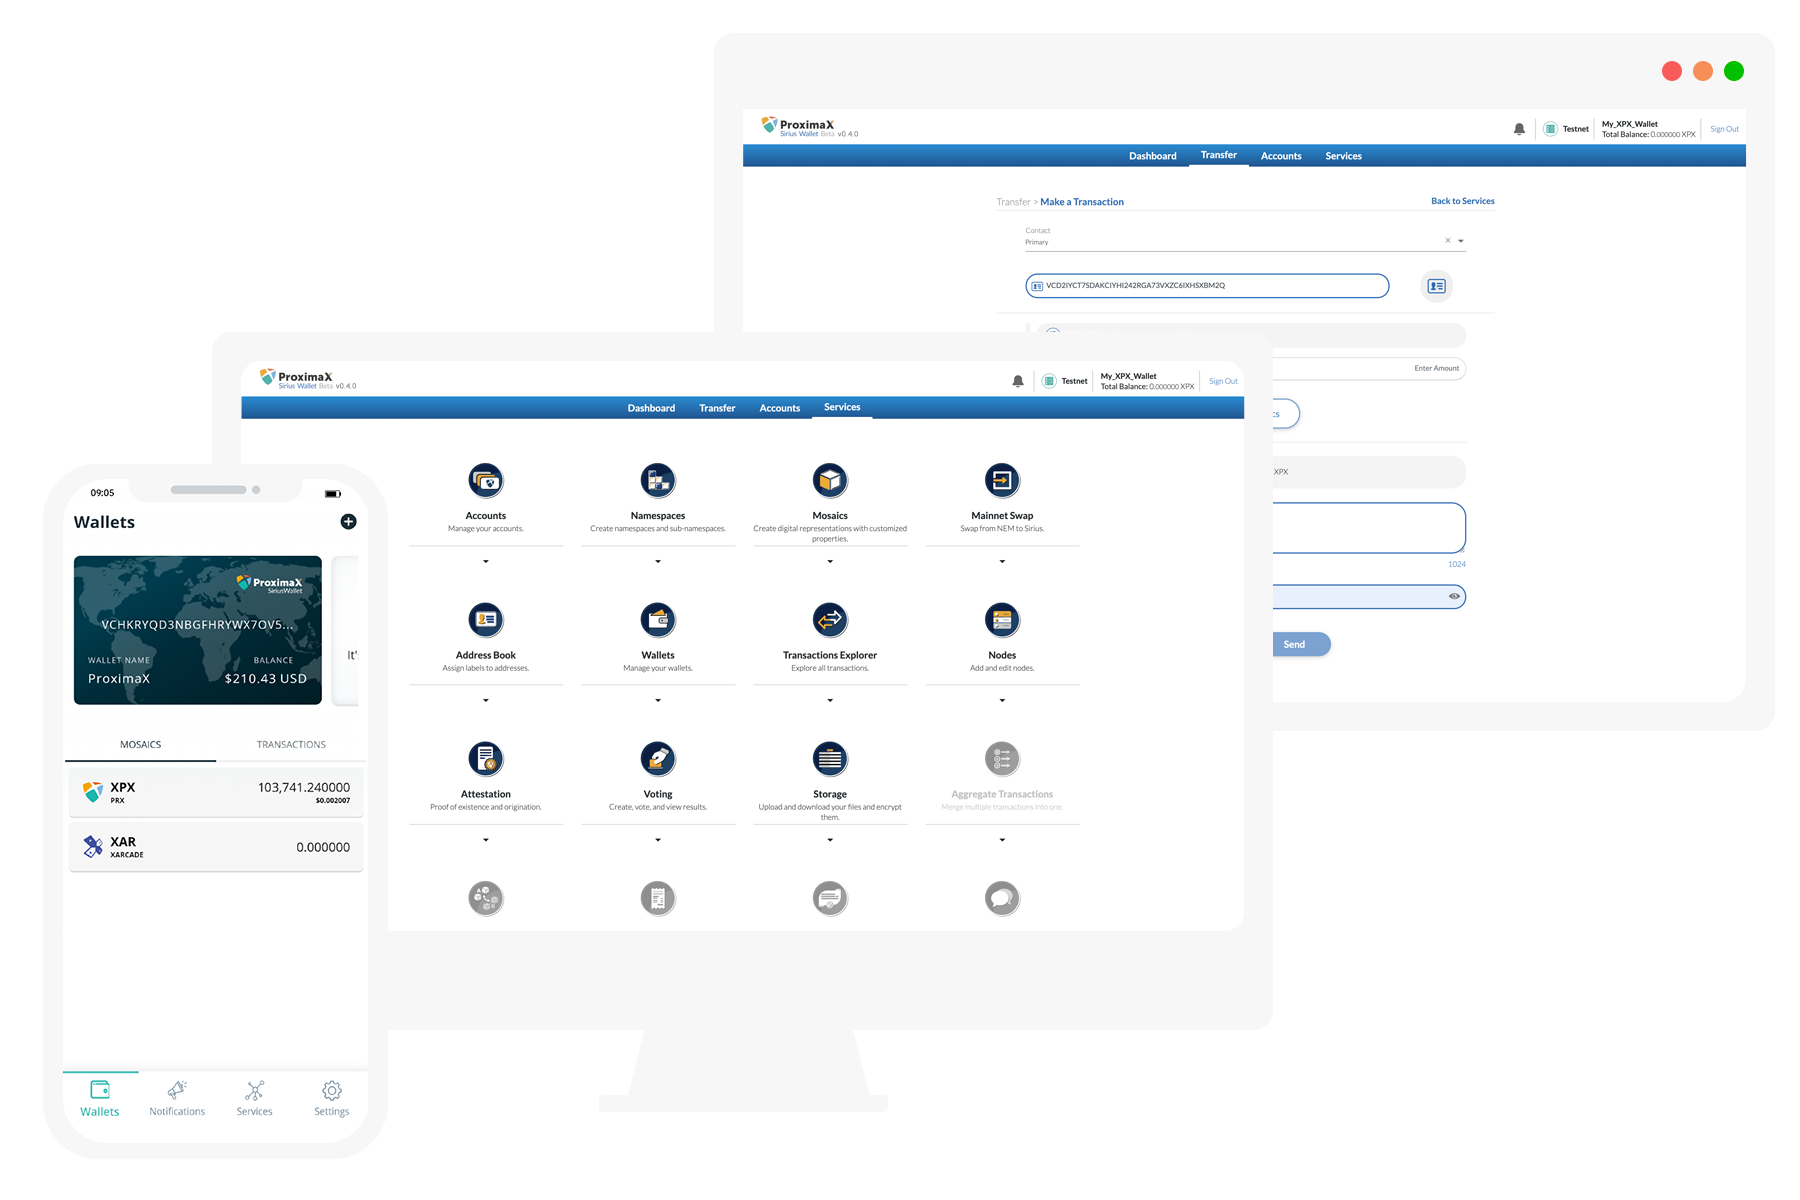 ProximaX
Sirius Wallet Beta v0.4.0
Testnet
My_XPX_Wallet
Total Balance: 0.000000 XPX
Sign Out
Dashboard Transfer Accounts Services
Transfer > Make a Transaction
Back to Services
Contact
Primary
VCD2IYCT7SDAKCIYHI242RGA73VXZC6IXHSXBM2Q
Enter Amount
cs
XPX
1024
Send
ProximaX
Sirius Wallet Beta v0.4.0
Testnet
My_XPX_Wallet
Total Balance: 0.000000 XPX
Sign Out
Dashboard Transfer Accounts Services
Accounts
Manage your accounts.
Namespaces
Create namespaces and sub-namespaces.
Mosaics
Create digital representations with customized
properties.
Mainnet Swap
Swap from NEM to Sirius.
Address Book
Assign labels to addresses.
Wallets
Manage your wallets.
Transactions Explorer
Explore all transactions.
Nodes
Add and edit nodes.
Attestation
Proof of existence and origination.
Voting
Create, vote, and view results.
Storage
Upload and download your files and encrypt
them.
Aggregate Transactions
Merge multiple transactions into one.
09:05
Wallets
ProximaX
SiriusWallet
VCHKRYQD3NBGFHRYWX7OV5...
WALLET NAME BALANCE
ProximaX $210.43 USD
It'
MOSAICS TRANSACTIONS
XPX 103,741.240000
PRX $0.002007
XAR 0.000000
XARCADE
Wallets Notifications Services Settings